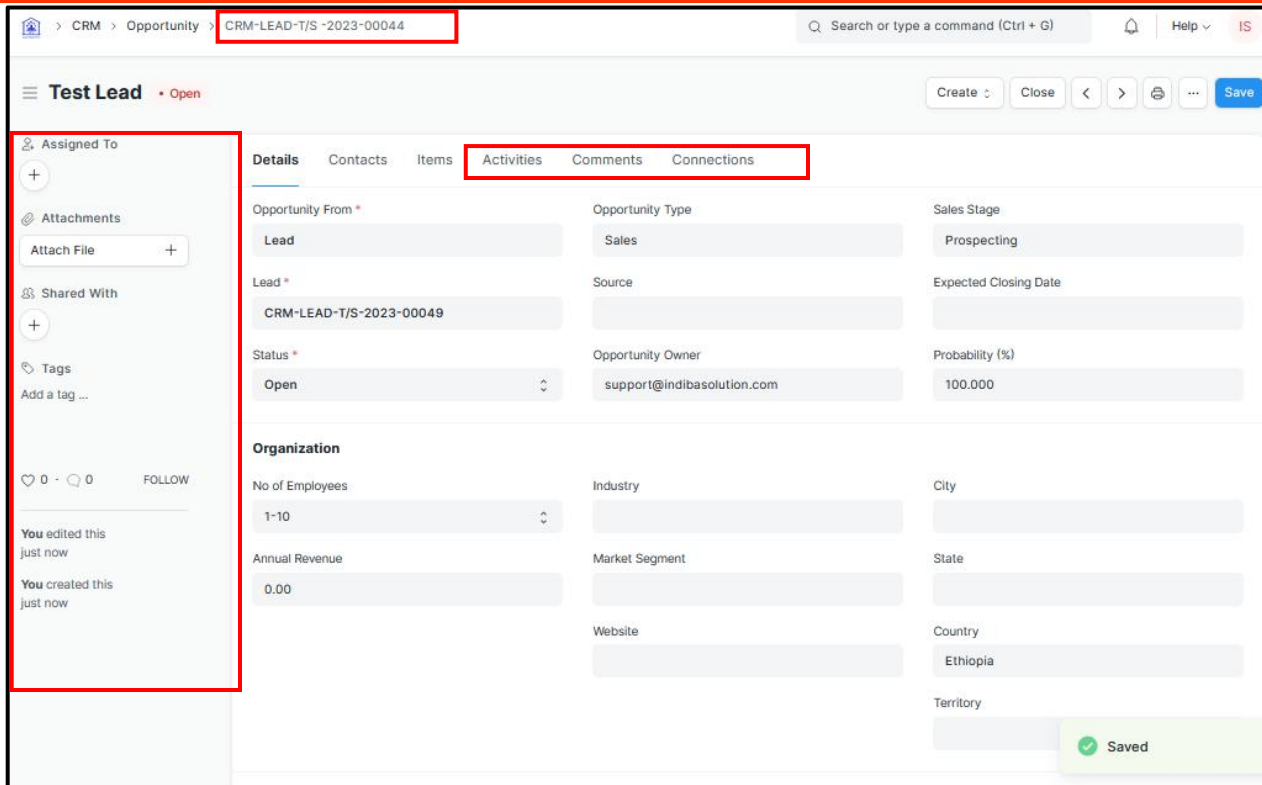 > CRM > Opportunity > CRM-LEAD-T/S -2023-00044
Search or type a command (Ctrl + G)
Help
IS
Test Lead • Open
Create
Close
...
Save
Assigned To
+
Attachments
Attach File +
Shared With
+
Tags
Add a tag ...
0 · 0 FOLLOW
You edited this
just now
You created this
just now
Details Contacts Items Activities Comments Connections
Opportunity From * Opportunity Type Sales Stage
Lead Sales Prospecting
Lead * Source Expected Closing Date
CRM-LEAD-T/S-2023-00049
Status * Opportunity Owner Probability (%)
Open support@indibasolution.com 100.000
Organization
No of Employees Industry City
1-10
Annual Revenue Market Segment State
0.00
Website Country
Ethiopia
Territory
Saved